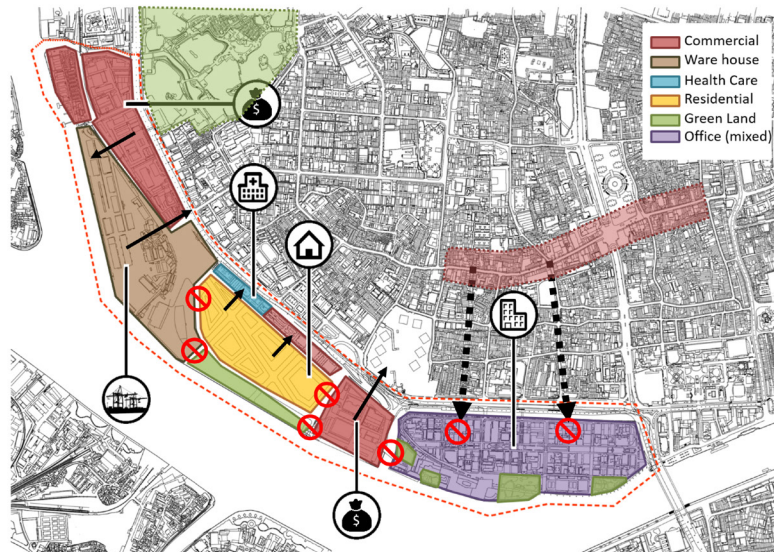 Commercial
Ware house
Health Care
Residential
Green Land
Office (mixed)
$
$